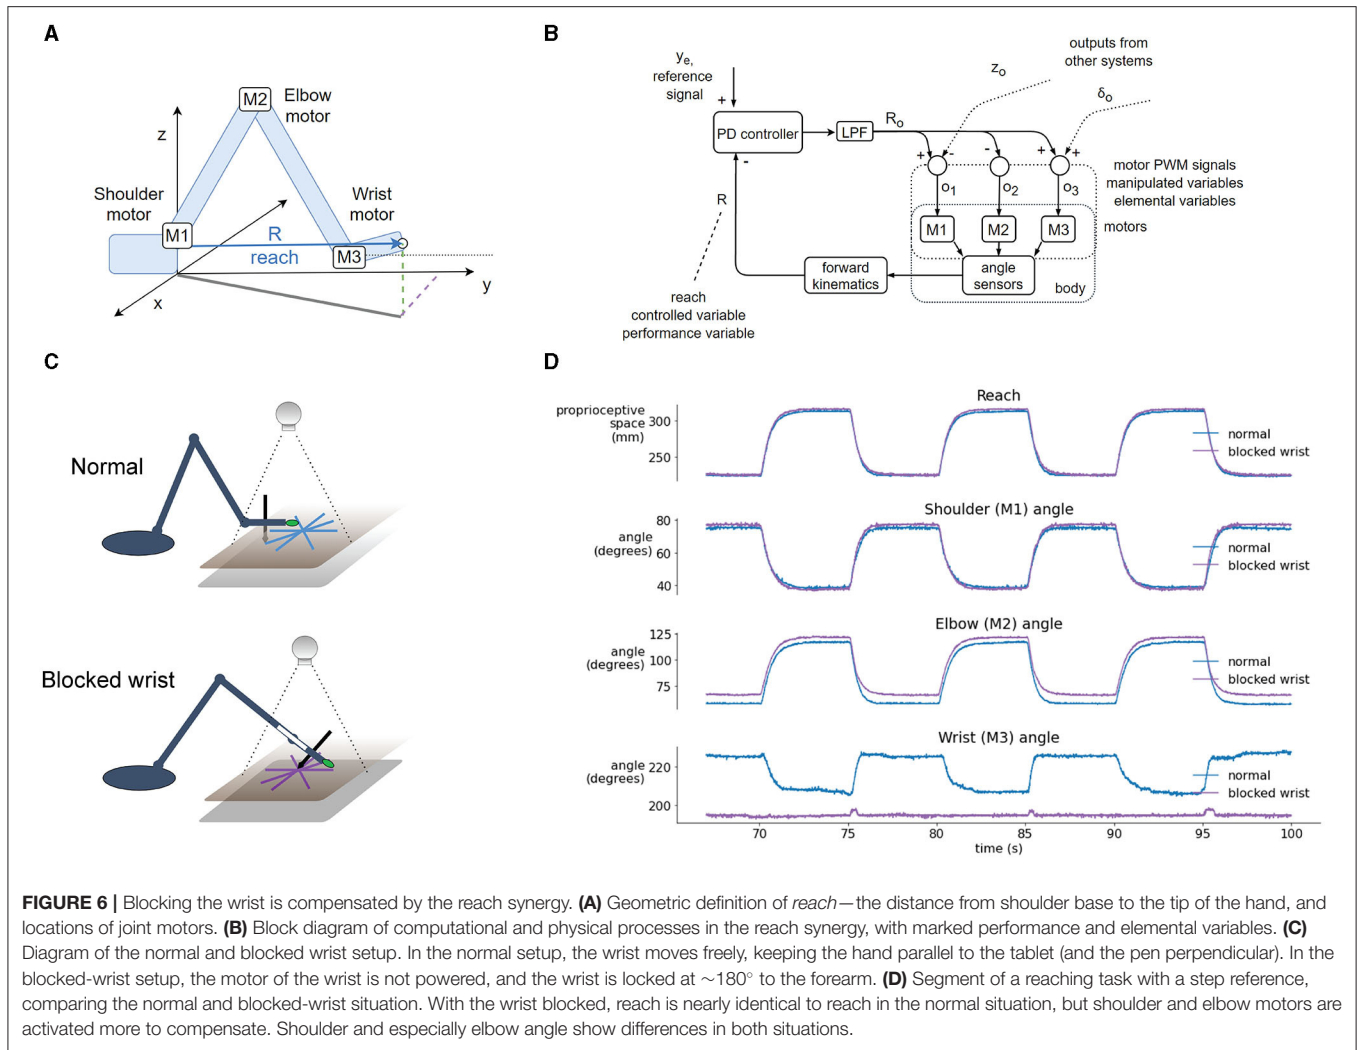 A
M2
Elbow
motor
z
Shoulder
motor
Wrist
motor
M1
R
reach
M3
y
x
B
y e,
reference
signal
+
PD controller
-
LPF
R o
z o
outputs from
other systems
δ o
+
-
-
+
+
motor PWM signals
manipulated variables
elemental variables
o 1
o 2
o 3
M1
M2
M3
motors
R
forward
kinematics
angle
sensors
body
reach
controlled variable
performance variable
C
Normal
Blocked wrist
D
Reach
proprioceptive
space
(mm)
300
250
normal
blocked wrist
Shoulder (M1) angle
angle
(degrees)
80
60
40
normal
blocked wrist
Elbow (M2) angle
angle
(degrees)
125
100
75
normal
blocked wrist
Wrist (M3) angle
angle
(degrees)
220
200
normal
blocked wrist
70 75 80 85 90 95 100
time (s)
FIGURE 6 | Blocking the wrist is compensated by the reach synergy. (A) Geometric definition of reach—the distance from shoulder base to the tip of the hand, and
locations of joint motors. (B) Block diagram of computational and physical processes in the reach synergy, with marked performance and elemental variables. (C)
Diagram of the normal and blocked wrist setup. In the normal setup, the wrist moves freely, keeping the hand parallel to the tablet (and the pen perpendicular). In the
blocked-wrist setup, the motor of the wrist is not powered, and the wrist is locked at ∼180° to the forearm. (D) Segment of a reaching task with a step reference,
comparing the normal and blocked-wrist situation. With the wrist blocked, reach is nearly identical to reach in the normal situation, but shoulder and elbow motors are
activated more to compensate. Shoulder and especially elbow angle show differences in both situations.